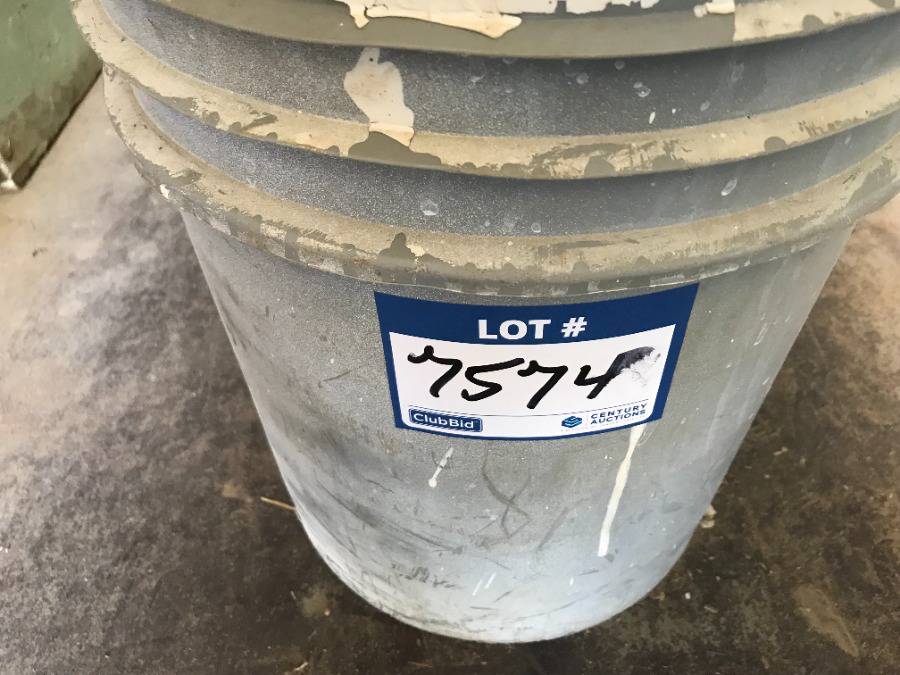 LOT #
7574
ClubBid
CENTURY
AUCTIONS